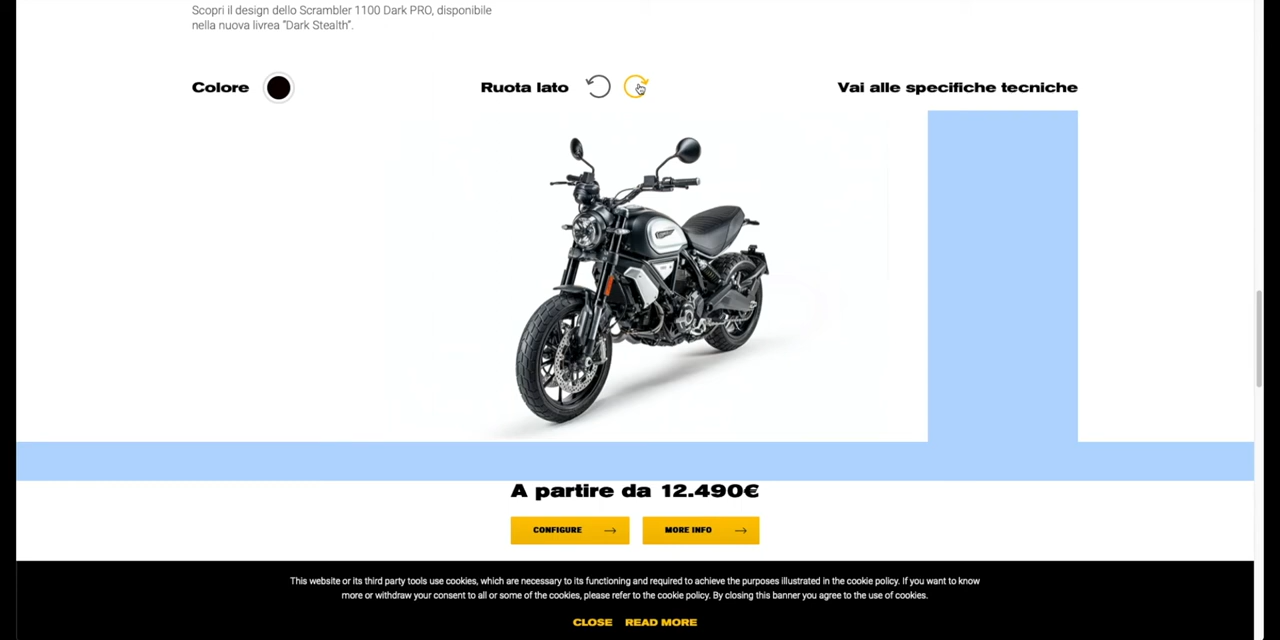 Scopri il design dello Scrambler 1100 Dark PRO, disponibile
nella nuova livrea “Dark Stealth”.
Colore
Ruota lato
Vai alle specifiche tecniche
A partire da 12.490€
CONFIGURE
MORE INFO
This website or its third party tools use cookies, which are necessary to its functioning and required to achieve the purposes illustrated in the cookie policy. If you want to know
more or withdraw your consent to all or some of the cookies, please refer to the cookie policy. By closing this banner you agree to the use of cookies.
CLOSE READ MORE